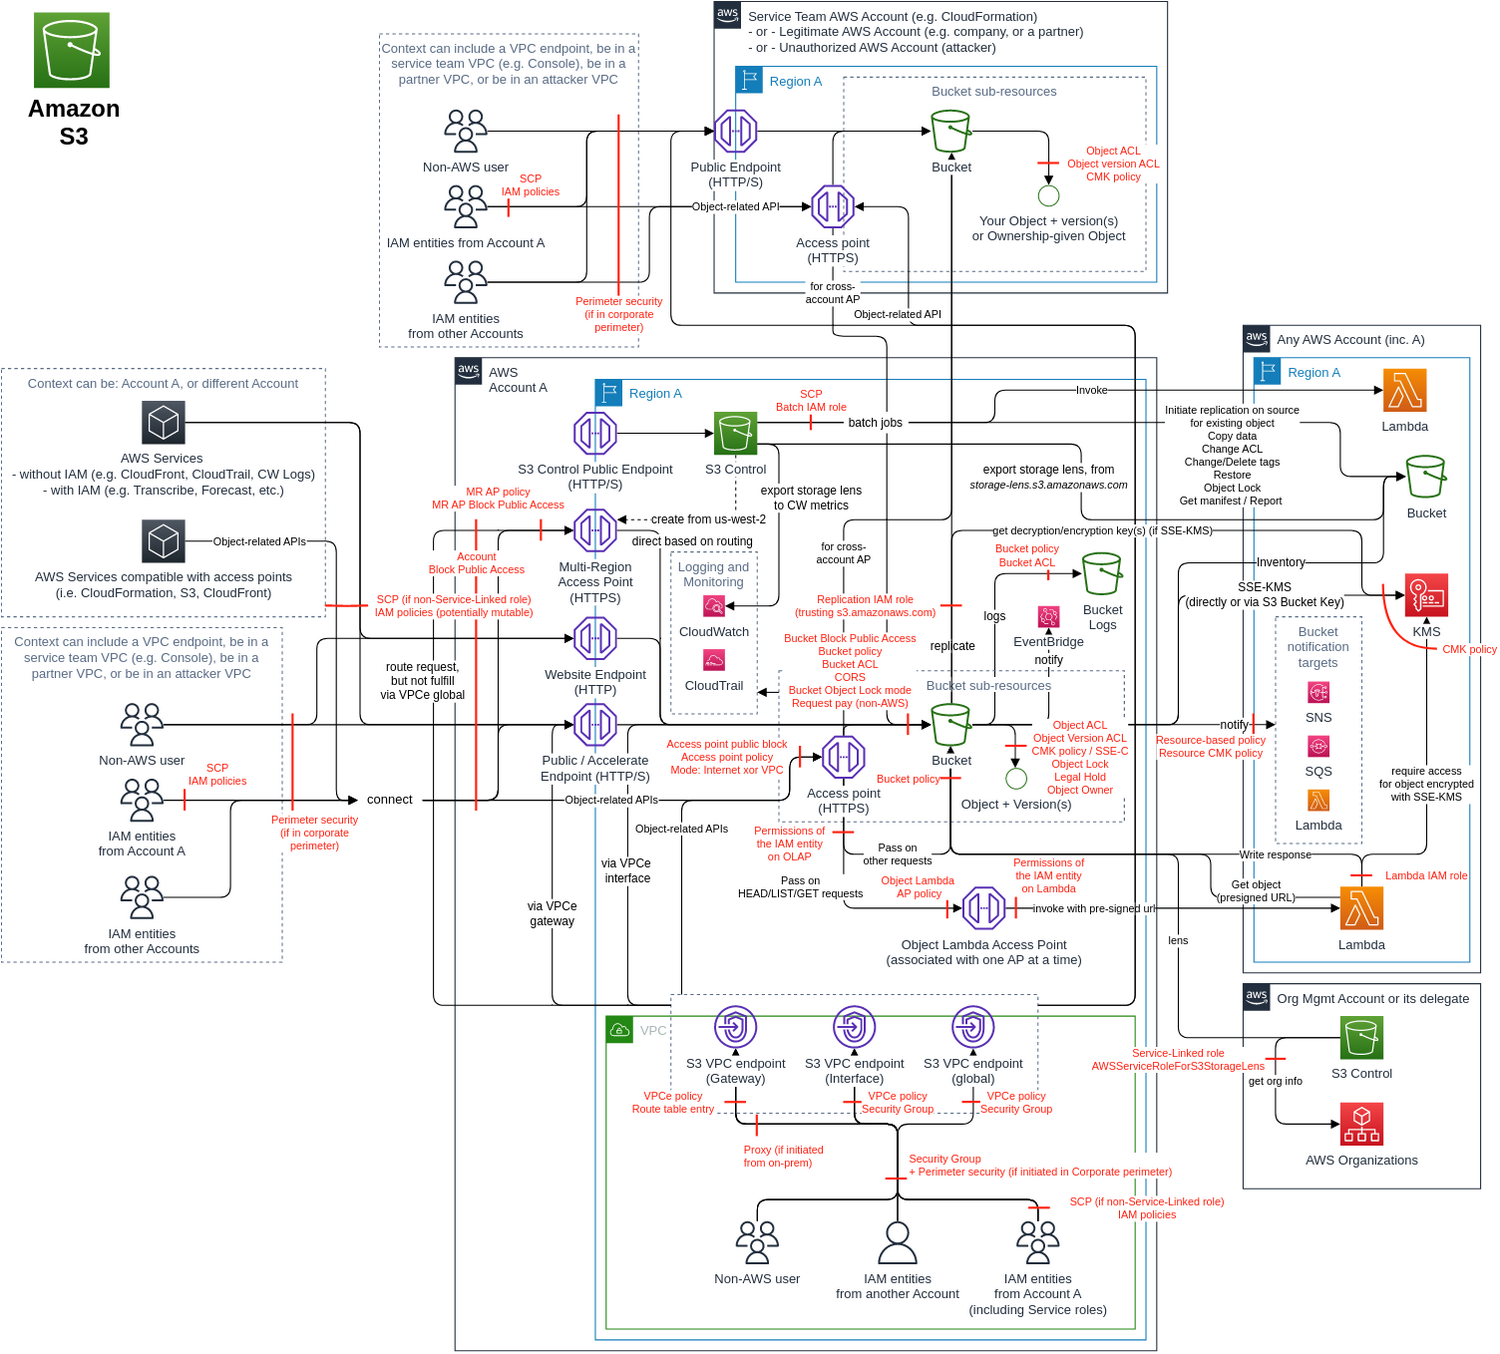 Amazon
S3
Context can include a VPC endpoint, be in a
service team VPC (e.g. Console), be in a
partner VPC, or be in an attacker VPC
Non-AWS user
SCP
IAM policies
IAM entities from Account A
IAM entities
from other Accounts
Perimeter security
(if in corporate
perimeter)
aws
Service Team AWS Account (e.g. CloudFormation)
- or - Legitimate AWS Account (e.g. company, or a partner)
- or - Unauthorized AWS Account (attacker)
Region A
Bucket sub-resources
Public Endpoint
(HTTP/S)
Bucket
Object ACL
Object version ACL
CMK policy
Object-related API
Access point
(HTTPS)
Your Object + version(s)
or Ownership-given Object
for cross-
account AP
Object-related API
Context can be: Account A, or different Account
AWS Services
- without IAM (e.g. CloudFront, CloudTrail, CW Logs)
- with IAM (e.g. Transcribe, Forecast, etc.)
Object-related APIs
AWS Services compatible with access points
(i.e. CloudFormation, S3, CloudFront)
Context can include a VPC endpoint, be in a
service team VPC (e.g. Console), be in a
partner VPC, or be in an attacker VPC
Non-AWS user
SCP
IAM policies
IAM entities
from Account A
IAM entities
from other Accounts
Perimeter security
(if in corporate
perimeter)
connect
aws
AWS
Account A
Region A
S3 Control Public Endpoint
(HTTP/S)
S3 Control
SCP
Batch IAM role
batch jobs
Invoke
MR AP policy
MR AP Block Public Access
export storage lens
to CW metrics
create from us-west-2
direct based on routing
export storage lens, from
storage-lens.s3.amazonaws.com
Account
Block Public Access
Multi-Region
Access Point
(HTTPS)
SCP (if non-Service-Linked role)
IAM policies (potentially mutable)
Logging and
Monitoring
CloudWatch
CloudTrail
for cross-
account AP
Replication IAM role
(trusting s3.amazonaws.com)
Bucket Block Public Access
Bucket policy
Bucket ACL
CORS
Bucket Object Lock mode
Request pay (non-AWS)
get decryption/encryption key(s) (if SSE-KMS)
Bucket policy
Bucket ACL
Bucket
Logs
logs
EventBridge
notify
replicate
route request,
but not fulfill
via VPCe global
Website Endpoint
(HTTP)
Public / Accelerate
Endpoint (HTTP/S)
Bucket sub-resources
Bucket
Object ACL
Object Version ACL
CMK policy / SSE-C
Object Lock
Legal Hold
Object Owner
Object + Version(s)
Access point public block
Access point policy
Mode: Internet xor VPC
Bucket policy
Access point
(HTTPS)
Object-related APIs
Object-related APIs
Permissions of
the IAM entity
on OLAP
Pass on
other requests
Pass on
HEAD/LIST/GET requests
Object Lambda
AP policy
Permissions of
the IAM entity
on Lambda
invoke with pre-signed url
Object Lambda Access Point
(associated with one AP at a time)
via VPCe
interface
via VPCe
gateway
VPC
S3 VPC endpoint
(Gateway)
S3 VPC endpoint
(Interface)
S3 VPC endpoint
(global)
VPCe policy
Route table entry
VPCe policy
Security Group
VPCe policy
Security Group
Proxy (if initiated
from on-prem)
Security Group
+ Perimeter security (if initiated in Corporate perimeter)
SCP (if non-Service-Linked role)
IAM policies
Non-AWS user
IAM entities
from another Account
IAM entities
from Account A
(including Service roles)
aws
Any AWS Account (inc. A)
Region A
Lambda
Initiate replication on source
for existing object
Copy data
Change ACL
Change/Delete tags
Restore
Object Lock
Get manifest / Report
Bucket
Inventory
SSE-KMS
(directly or via S3 Bucket Key)
KMS
CMK policy
Bucket
notification
targets
SNS
SQS
Lambda
notify
Resource-based policy
Resource CMK policy
require access
for object encrypted
with SSE-KMS
Write response
Lambda IAM role
Get object
(presigned URL)
Lambda
lens
aws
Org Mgmt Account or its delegate
S3 Control
Service-Linked role
AWSServiceRoleForS3StorageLens
get org info
AWS Organizations